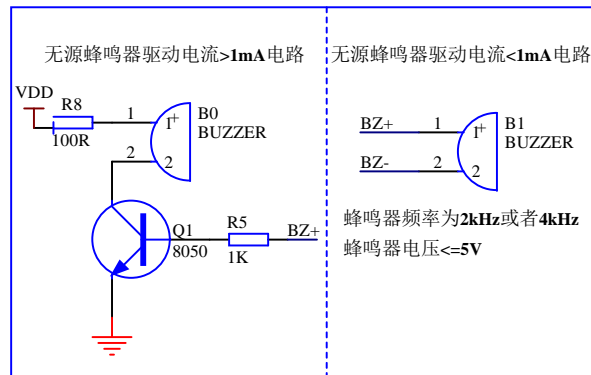 无源蜂鸣器驱动电流>1mA电路
VDD
R8
100R
1
1+
2
2
B0
BUZZER
Q1
8050
R5
1K
BZ+
无源蜂鸣器驱动电流<1mA电路
BZ+
1
1+
B1
BUZZER
BZ-
2
2
蜂鸣器频率为2kHz或者4kHz
蜂鸣器电压<=5V